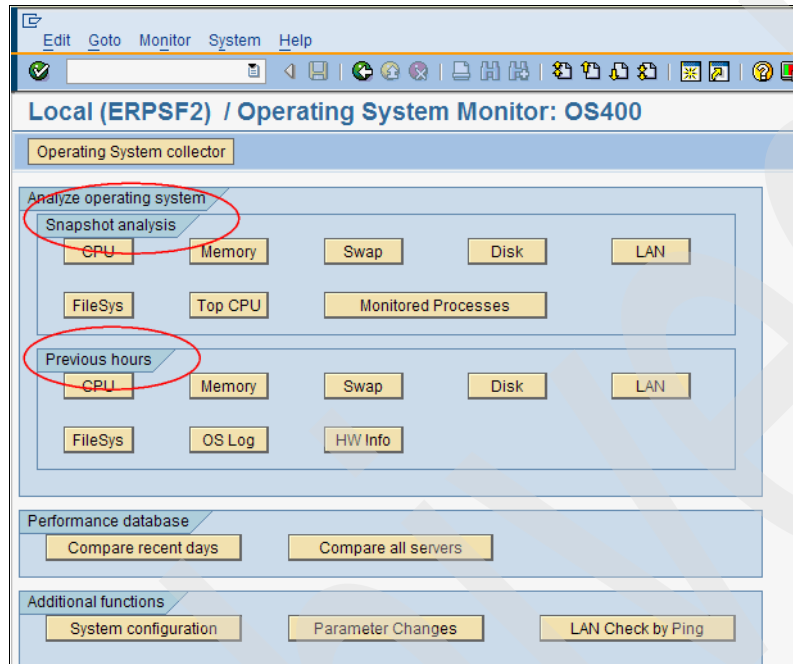 Edit Goto Monitor System Help
Local (ERPSF2) / Operating System Monitor: OS400
Operating System collector
Analyze operating system
Snapshot analysis
CPU Memory Swap Disk LAN
FileSys Top CPU Monitored Processes
Previous hours
CPU Memory Swap Disk LAN
FileSys OS Log HW Info
Performance database
Compare recent days Compare all servers
Additional functions
System configuration Parameter Changes LAN Check by Ping